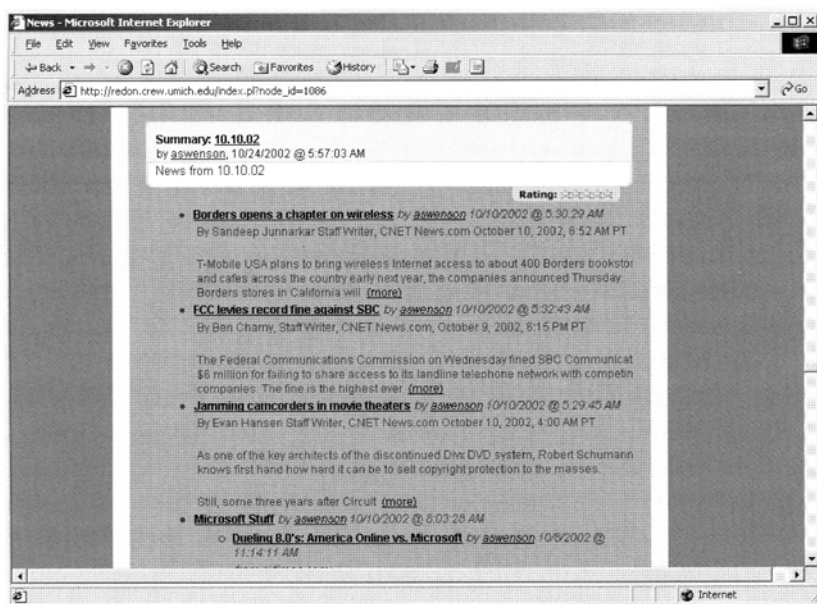 News - Microsoft Internet Explorer
File Edit View Favorites Tools Help
Back Search Favorites History
Address http://redon.crew.umich.edu/index.pl?node_id=1086 Go
Summary: 10.10.02
by aswenson, 10/24/2002 @ 5:57:03 AM
News from 10.10.02
Rating:
Borders opens a chapter on wireless by aswenson 10/10/2002 @ 5:30:29 AM
By Sandeep Junnarkar Staff Writer, CNET News.com October 10, 2002, 6:52 AM PT
T-Mobile USA plans to bring wireless Internet access to about 400 Borders bookstor
and cafes across the country early next year, the companies announced Thursday.
Borders stores in California will (more)
FCC levies record fine against SBC by aswenson 10/10/2002 @ 5:32:43 AM
By Ben Charny, Staff Writer, CNET News.com, October 9, 2002, 6:15 PM PT
The Federal Communications Commission on Wednesday fined SBC Communicat
$6 million for failing to share access to its landline telephone network with competin
companies. The fine is the highest ever (more)
Jamming camcorders in movie theaters by aswenson 10/10/2002 @ 5:29:45 AM
By Evan Hansen Staff Writer, CNET News.com October 10, 2002, 4:00 AM PT
As one of the key architects of the discontinued Divx DVD system, Robert Schumann
knows first hand how hard it can be to sell copyright protection to the masses.
Still, some three years after Circuit (more)
Microsoft Stuff by aswenson 10/10/2002 @ 6:03:28 AM
Dueling 8.0's: America Online vs. Microsoft by aswenson 10/8/2002 @
11:14:11 AM
Internet